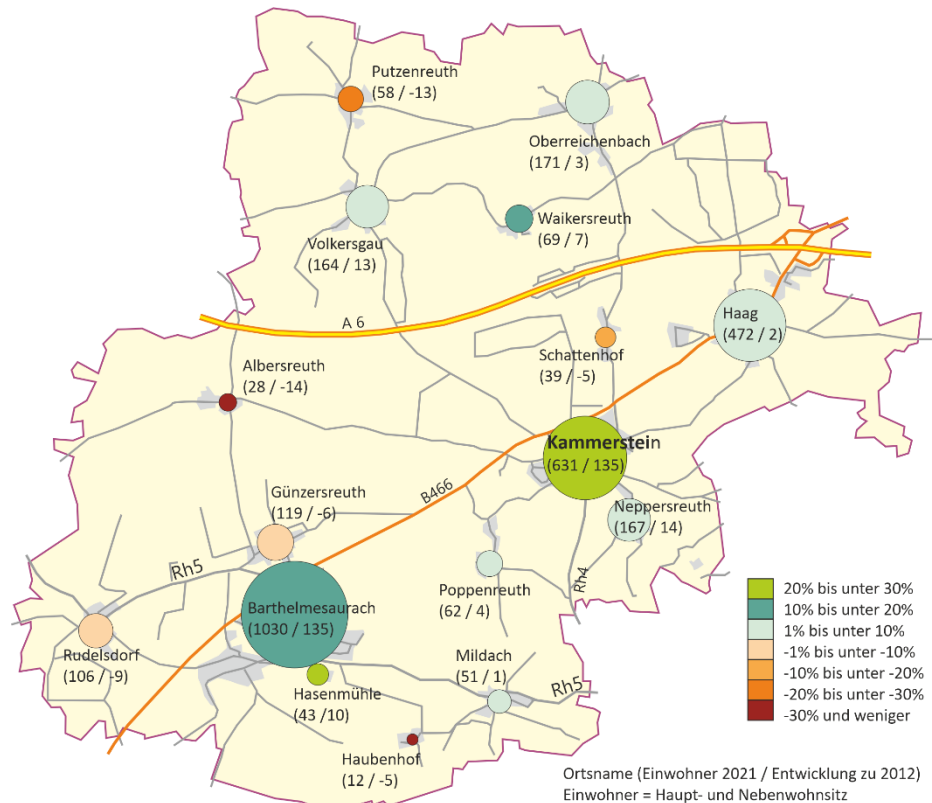 Putzenreuth
(58 / -13)
Oberreichenbach
(171 / 3)
Waikersreuth
(69 / 7)
Volkersgau
(164 / 13)
A 6
Haag
(472 / 2)
Schattenhof
(39 / -5)
Albersreuth
(28 / -14)
Kammerstein
(631 / 135)
B466
Günzersreuth
(119 / -6)
Neppersreuth
(167 / 14)
Rh5
Rh4
Poppenreuth
(62 / 4)
Barthelmesaurach
(1030 / 135)
Rudelsdorf
(106 / -9)
Mildach
(51 / 1)
Rh5
Hasenmühle
(43 /10)
Haubenhof
(12 / -5)
20% bis unter 30%
10% bis unter 20%
1% bis unter 10%
-1% bis unter -10%
-10% bis unter -20%
-20% bis unter -30%
-30% und weniger
Ortsname (Einwohner 2021 / Entwicklung zu 2012)
Einwohner = Haupt- und Nebenwohnsitz